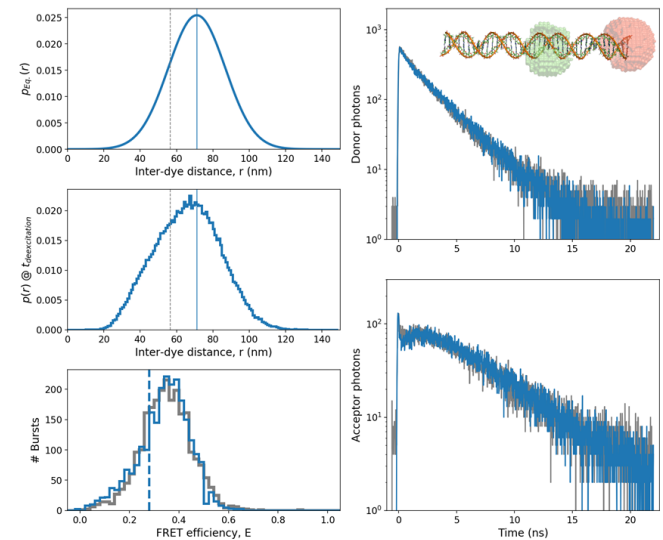 0.025
0.020
0.015
0.010
0.005
0.000
p_{Eq.} (r)
0 20 40 60 80 100 120 140
Inter-dye distance, r (nm)
0.020
0.015
0.010
0.005
0.000
p(r) @ t_{deexcitation}
0 20 40 60 80 100 120 140
Inter-dye distance, r (nm)
200
150
100
50
0
# Bursts
0.0 0.2 0.4 0.6 0.8 1.0
FRET efficiency, E
10³
10²
10¹
10⁰
Donor photons
0 5 10 15 20
10²
10¹
10⁰
Acceptor photons
0 5 10 15 20
Time (ns)